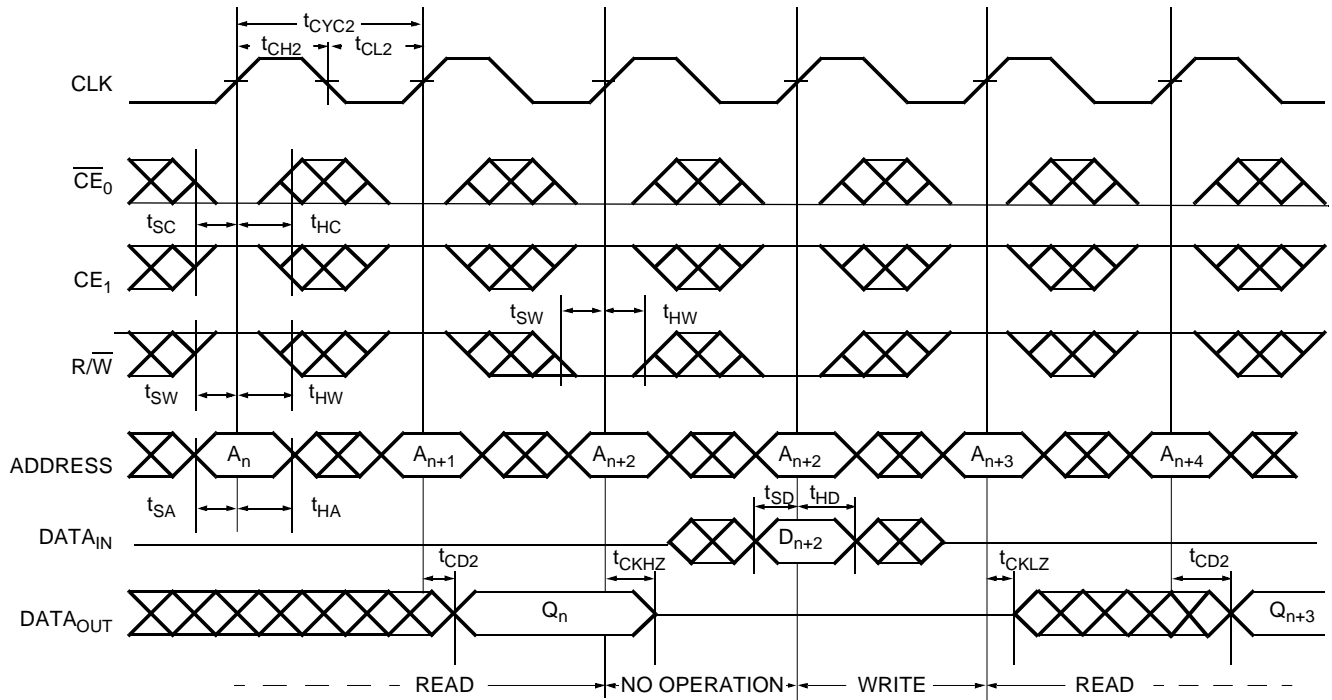 tCYC2
tCH2 tCL2
CLK
CE0
tSC tHC
CE1
tSW tHW
R/W
tSW tHW
ADDRESS An An+1 An+2 An+2 An+3 An+4
tSA tHA tSD tHD
DATAIN Dn+2
tCD2 tCKHZ tCKLZ tCD2
DATAOUT Qn Qn+3
READ NO OPERATION WRITE READ